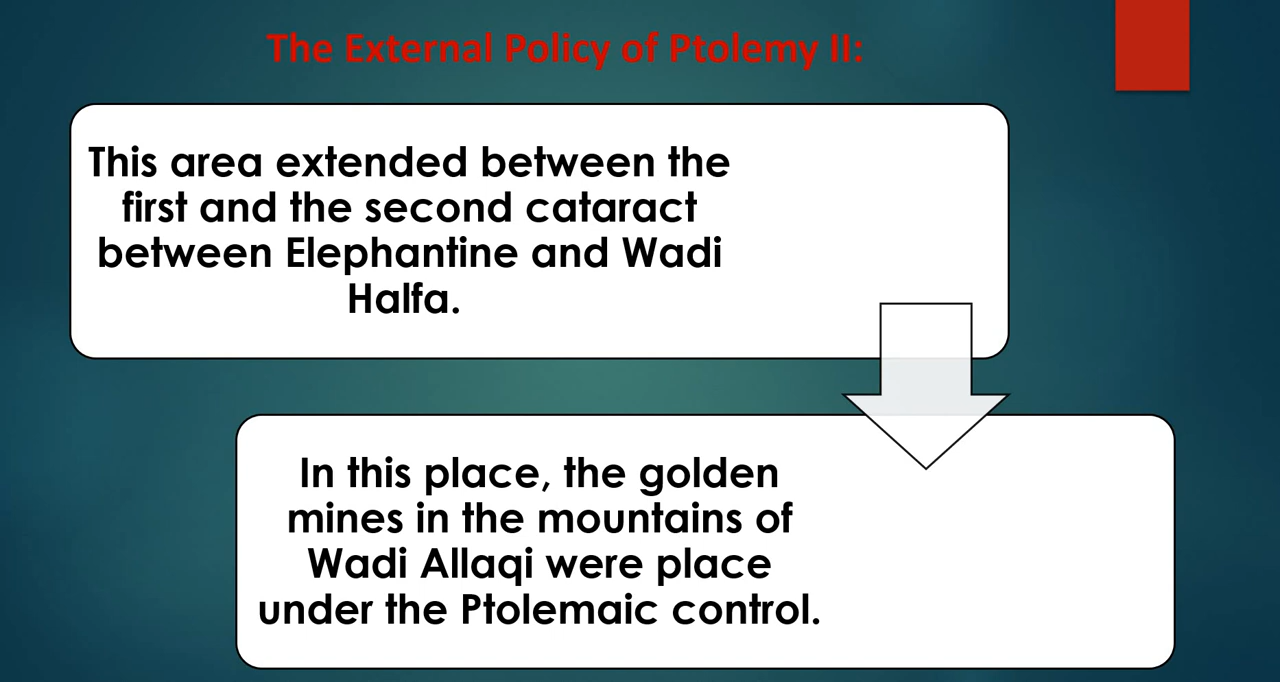 The External Policy of Ptolemy II:
This area extended between the
first and the second cataract
between Elephantine and Wadi
Halfa.
In this place, the golden
mines in the mountains of
Wadi Allaqi were place
under the Ptolemaic control.